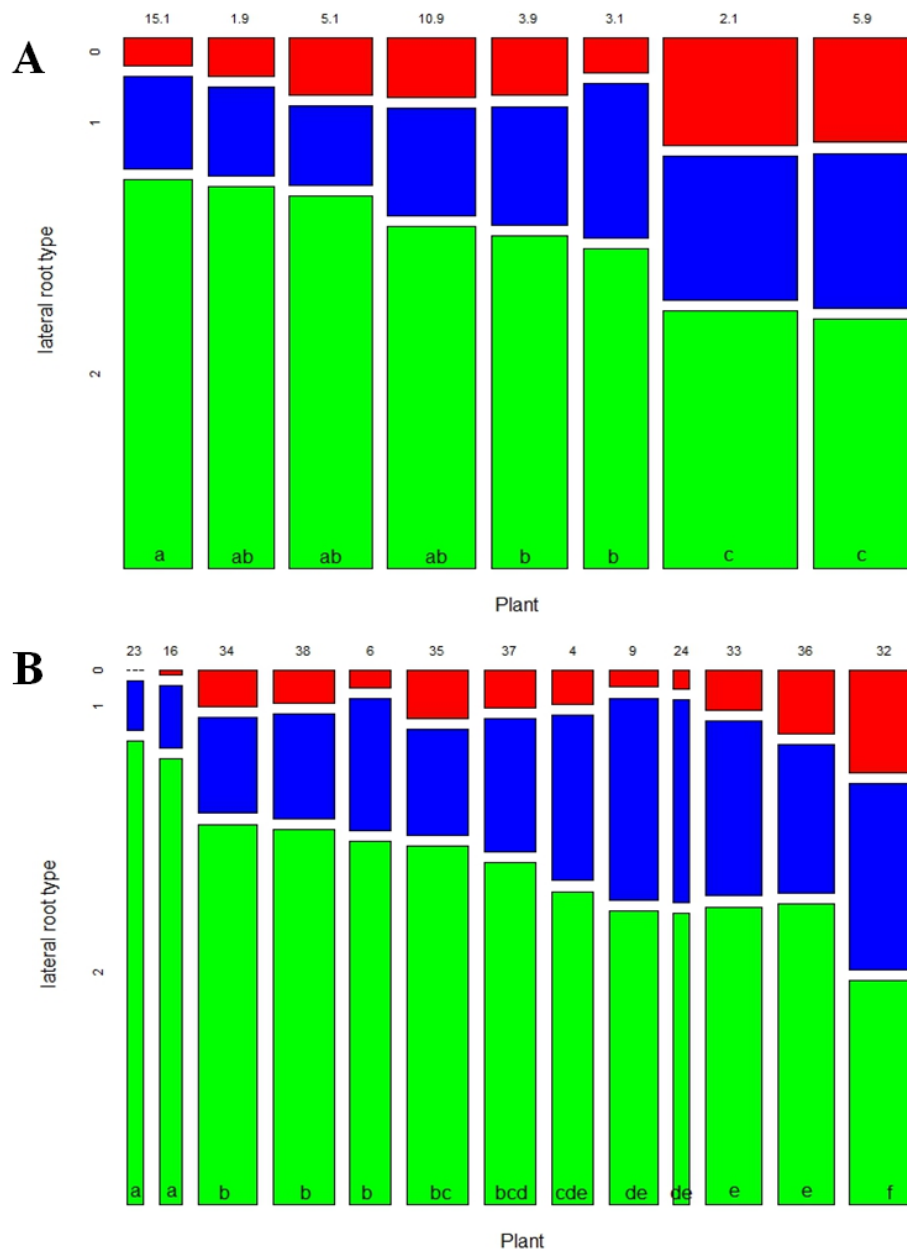 A
15.1 1.9 5.1 10.9 3.9 3.1 2.1 5.9
0
1
2
lateral root type
a ab ab ab b b c c
Plant
B
23 16 34 38 6 35 37 4 9 24 33 36 32
0
1
2
lateral root type
a a b b b bc bcd cde de de e e f
Plant